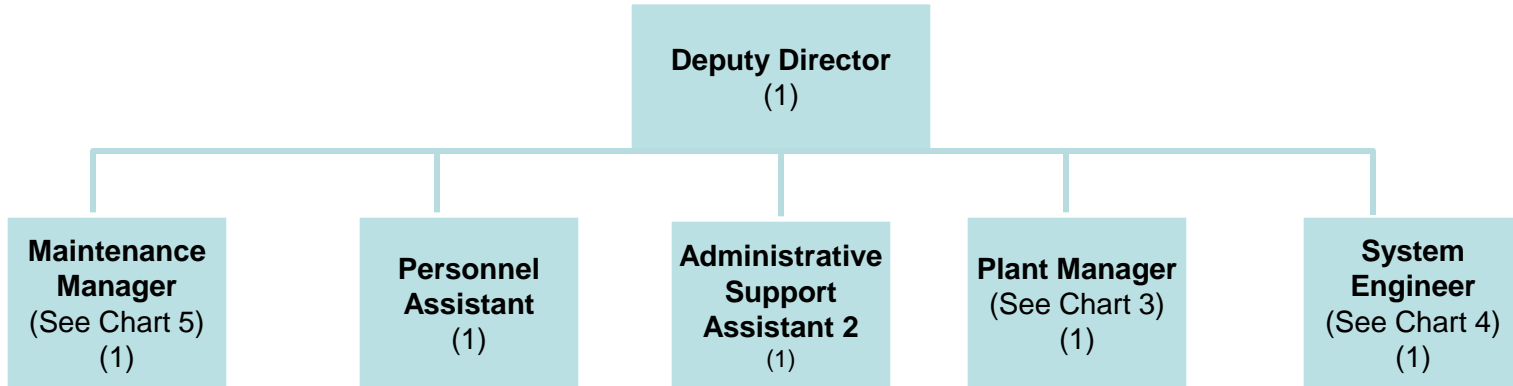 Deputy Director
(1)
Maintenance
Manager
(See Chart 5)
(1)
Personnel
Assistant
(1)
Administrative
Support
Assistant 2
(1)
Plant Manager
(See Chart 3)
(1)
System
Engineer
(See Chart 4)
(1)